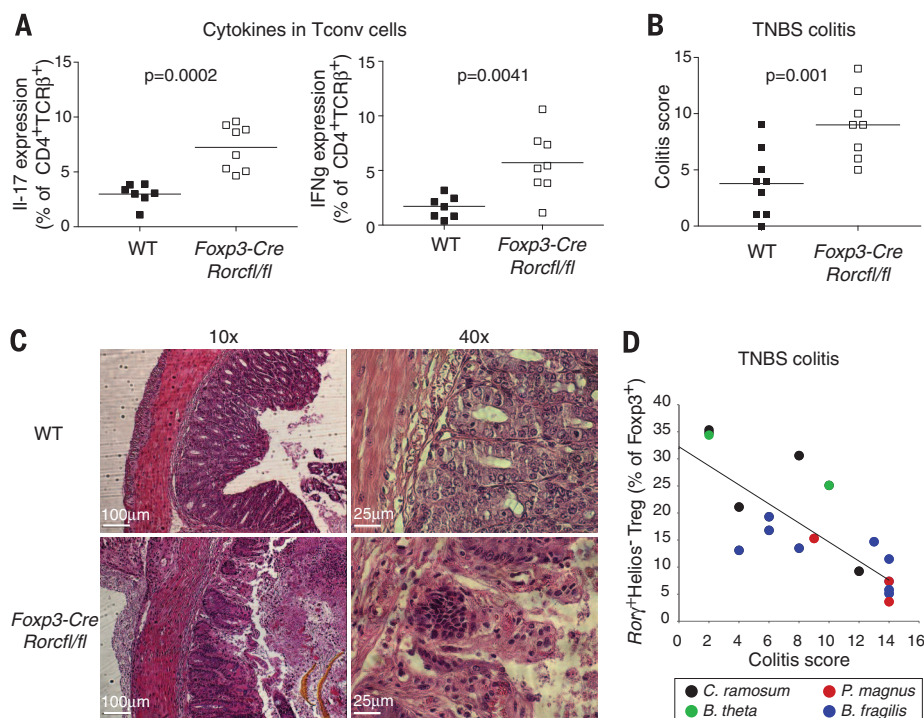 A
Cytokines in Tconv cells
Il-17 expression
(% of CD4⁺TCRβ⁺)
15
10
5
0
p=0.0002
WT
Foxp3-Cre
Rorcfl/fl
IFNg expression
(% of CD4⁺TCRβ⁺)
15
10
5
0
p=0.0041
WT
Foxp3-Cre
Rorcfl/fl
B
TNBS colitis
Colitis score
15
10
5
0
p=0.001
WT
Foxp3-Cre
Rorcfl/fl
C
10x
40x
WT
100µm
25µm
Foxp3-Cre
Rorcfl/fl
100µm
25µm
D
TNBS colitis
Rorγ⁺Helios⁻ Treg (% of Foxp3⁺)
40
35
30
25
20
15
10
5
0
0 2 4 6 8 10 12 14 16
Colitis score
C. ramosum
P. magnus
B. theta
B. fragilis